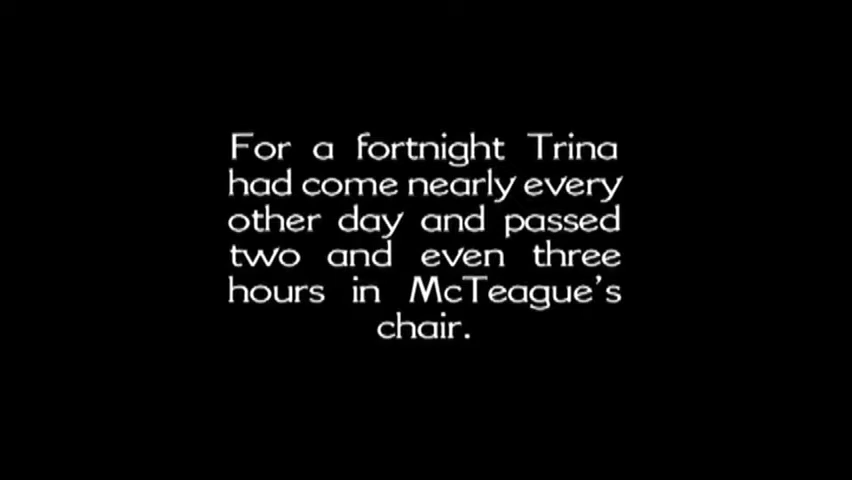 For a fortnight Trina
had come nearly every
other day and passed
two and even three
hours in McTeague's
chair.